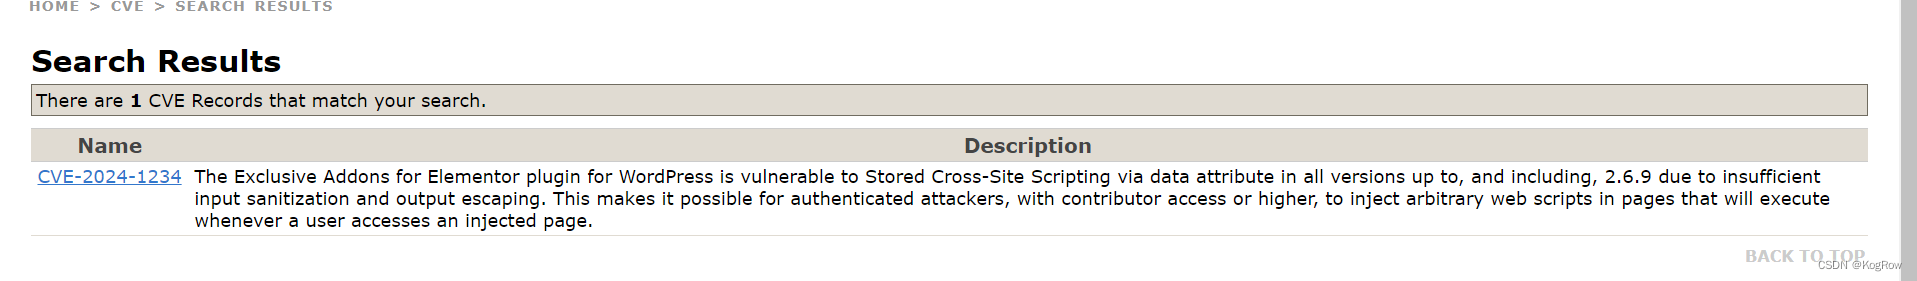 HOME > CVE > SEARCH RESULTS
Search Results
There are 1 CVE Records that match your search.
Name Description
CVE-2024-1234 The Exclusive Addons for Elementor plugin for WordPress is vulnerable to Stored Cross-Site Scripting via data attribute in all versions up to, and including, 2.6.9 due to insufficient
input sanitization and output escaping. This makes it possible for authenticated attackers, with contributor access or higher, to inject arbitrary web scripts in pages that will execute
whenever a user accesses an injected page.
BACK TO TOP
CSDN @KogRow